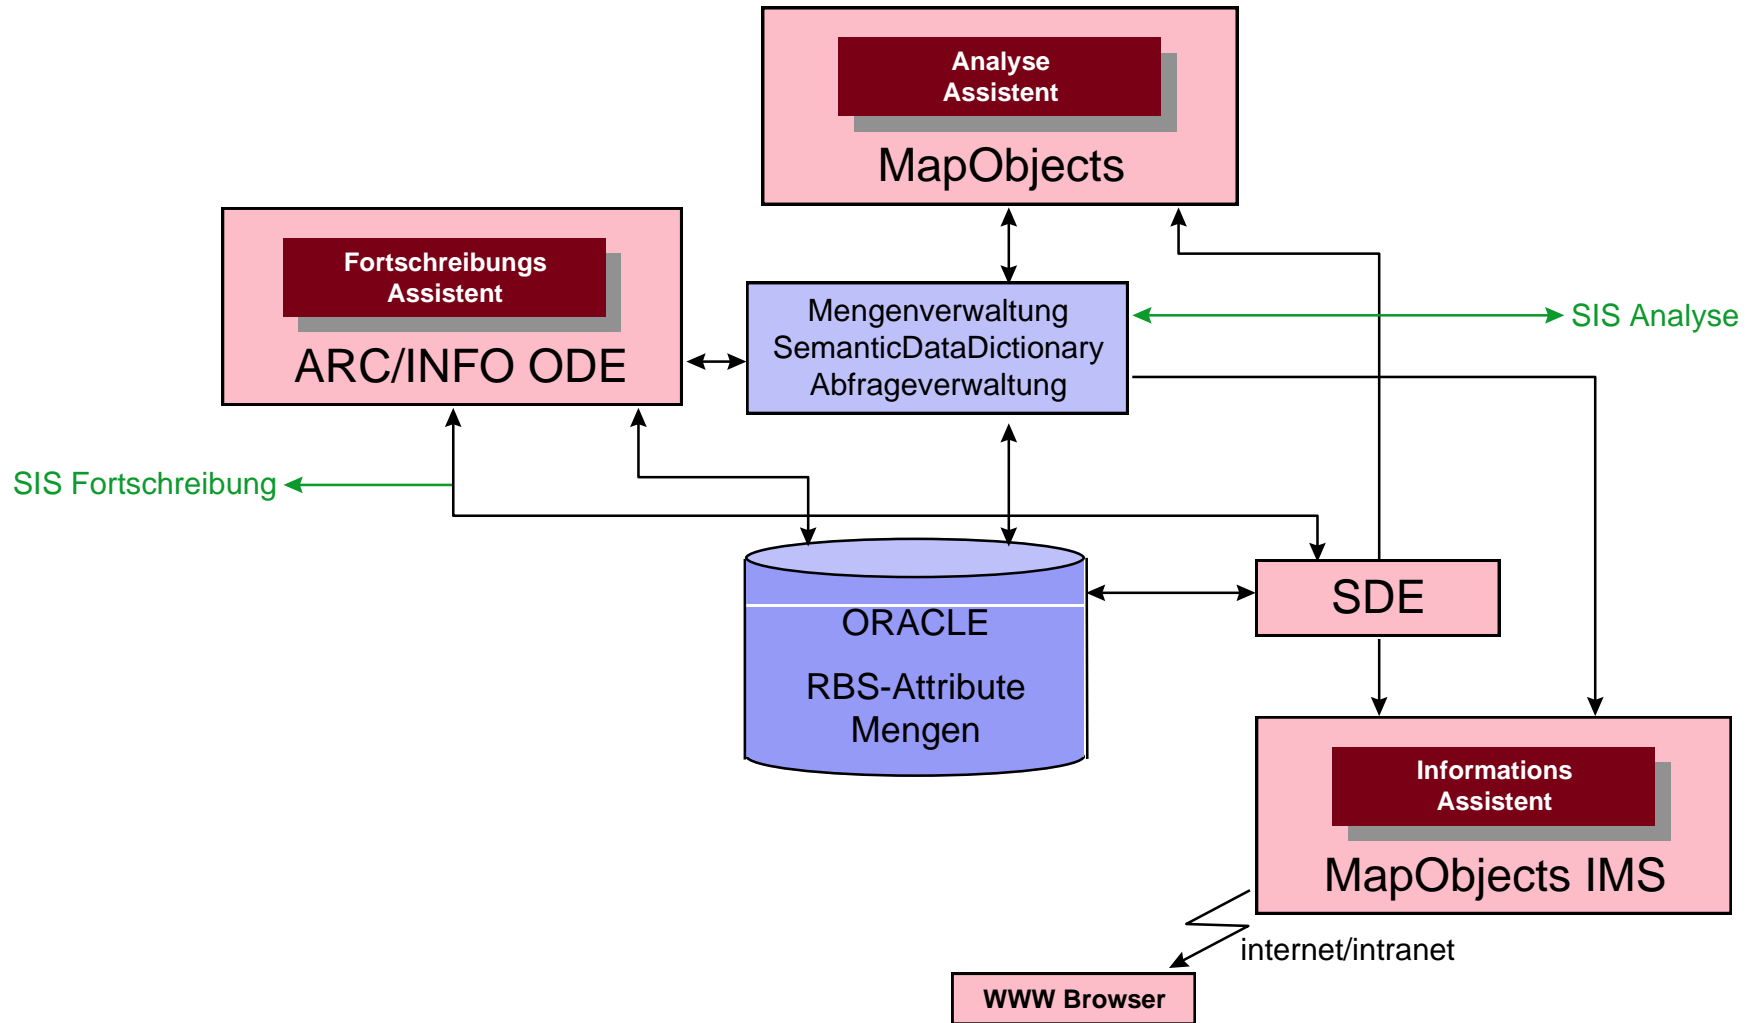 Analyse
Assistent
MapObjects
Fortschreibungs
Assistent
ARC/INFO ODE
Mengenverwaltung
SemanticDataDictionary
Abfrageverwaltung
SIS Analyse
SIS Fortschreibung
ORACLE
RBS-Attribute
Mengen
SDE
Informations
Assistent
MapObjects IMS
internet/intranet
WWW Browser